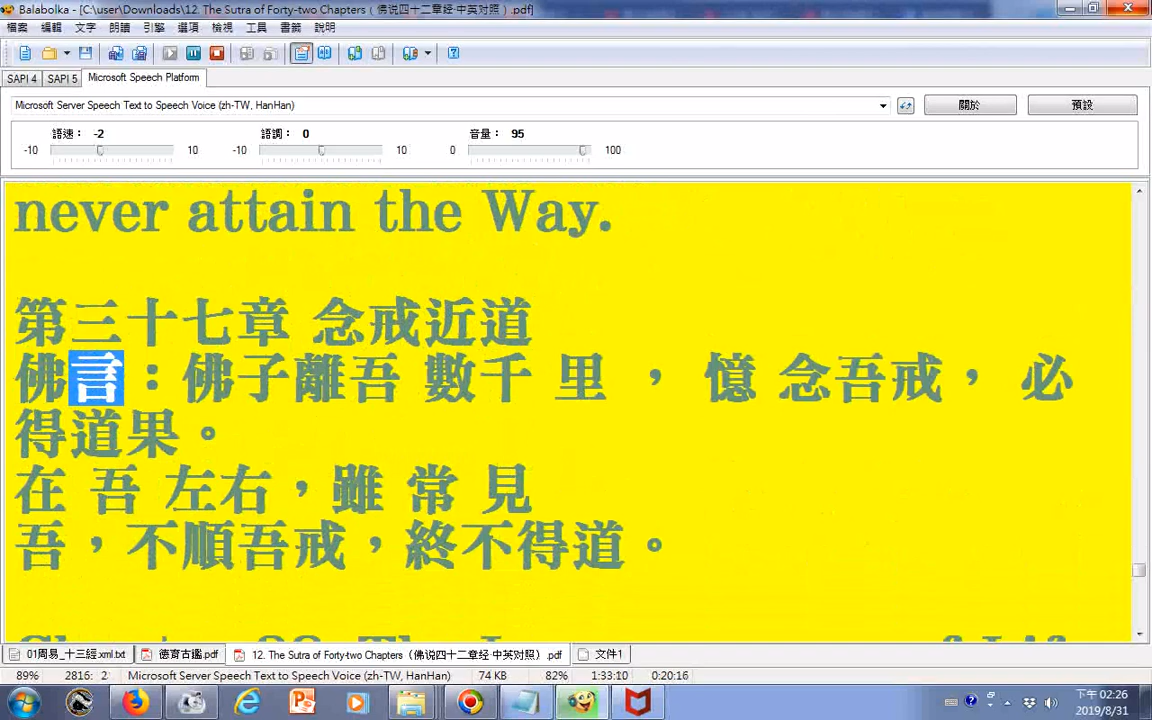 Balabolka - [C:\user\Downloads\12. The Sutra of Forty-two Chapters（佛说四十二章经·中英对照）.pdf]
檔案 編輯 文字 朗讀 引擎 選項 檢視 工具 書籤 說明
SAPI 4 SAPI 5 Microsoft Speech Platform
Microsoft Server Speech Text to Speech Voice (zh-TW, HanHan) 關於 預設
語速： -2 語調： 0 音量： 95
-10 10 -10 10 0 100
never attain the Way.
第三十七章 念戒近道
佛言：佛子離吾 數千 里 ， 憶 念吾戒， 必
得道果。
在 吾 左右，雖 常 見
吾，不順吾戒，終不得道。
01周易_十三經.xml.txt 德育古鑑.pdf 12. The Sutra of Forty-two Chapters（佛说四十二章经·中英对照）.pdf 文件1
89% 2816: 2 Microsoft Server Speech Text to Speech Voice (zh-TW, HanHan) 74 KB 82% 1:33:10 0:20:16
下午 02:26
2019/8/31